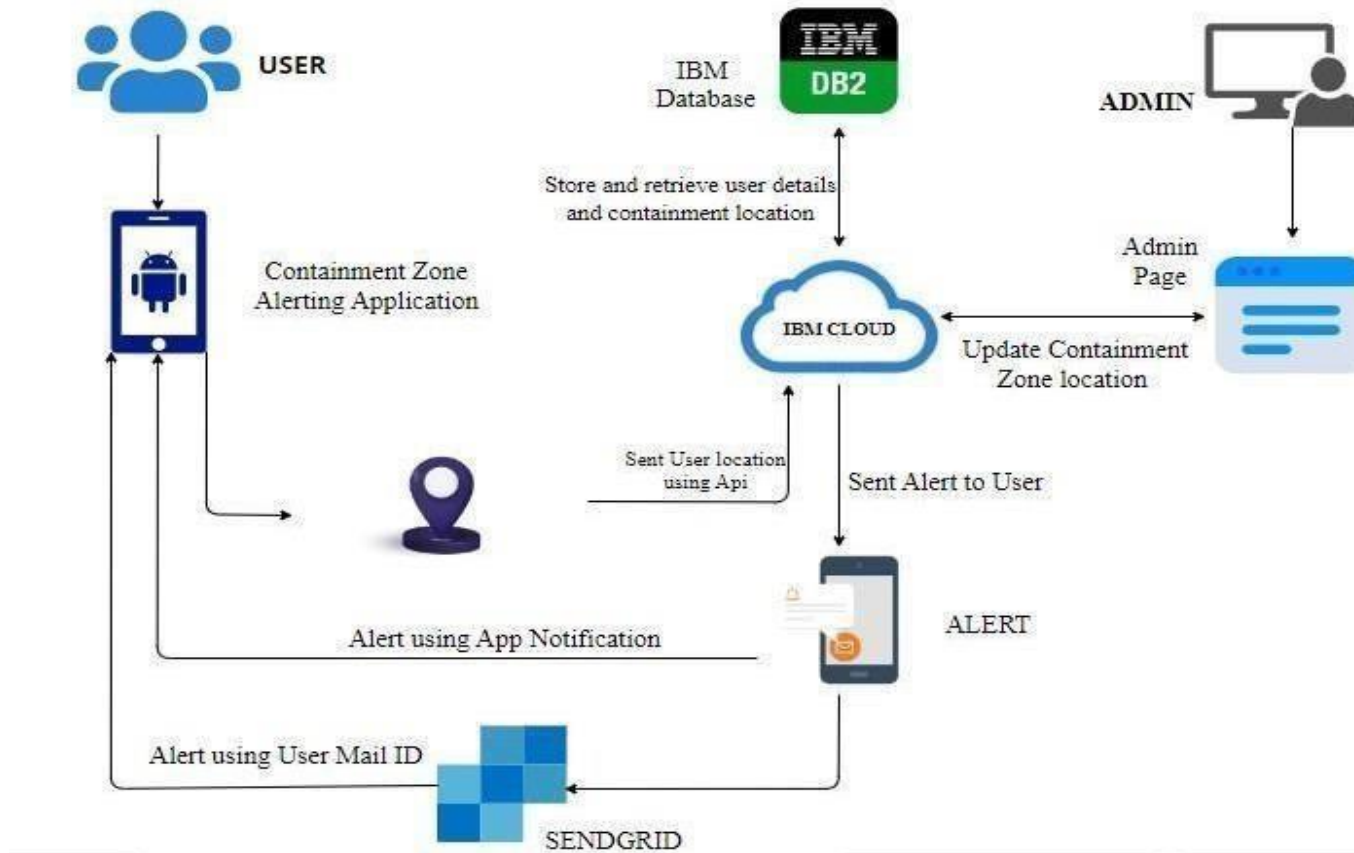 USER
IBM
DB2
IBM
Database
ADMIN
Store and retrieve user details
and containment location
Admin
Page
Containment Zone
Alerting Application
IBM CLOUD
Update Containment
Zone location
Sent User location
using Api
Sent Alert to User
Alert using App Notification
ALERT
Alert using User Mail ID
SENDGRID